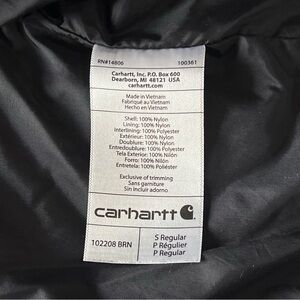 RN#14806 100361
Carhartt, Inc. P.O. Box 600
Dearborn, MI 48121 USA
carhartt.com
Made in Vietnam
Fabriqué au Vietnam
Hecho en Vietnam
Shell: 100% Nylon
Lining: 100% Nylon
Interlining: 100% Polyester
Extérieur: 100% Nylon
Doublure: 100% Nylon
Entredoublure: 100% Polyester
Tela Exterior: 100% Nilón
Forro: 100% Nilón
Entretela: 100% Poliéster
Exclusive of trimming
Sans garniture
Sin incluir adornos
carhartt
102208 BRN
S Regular
P Régulier
P Regular